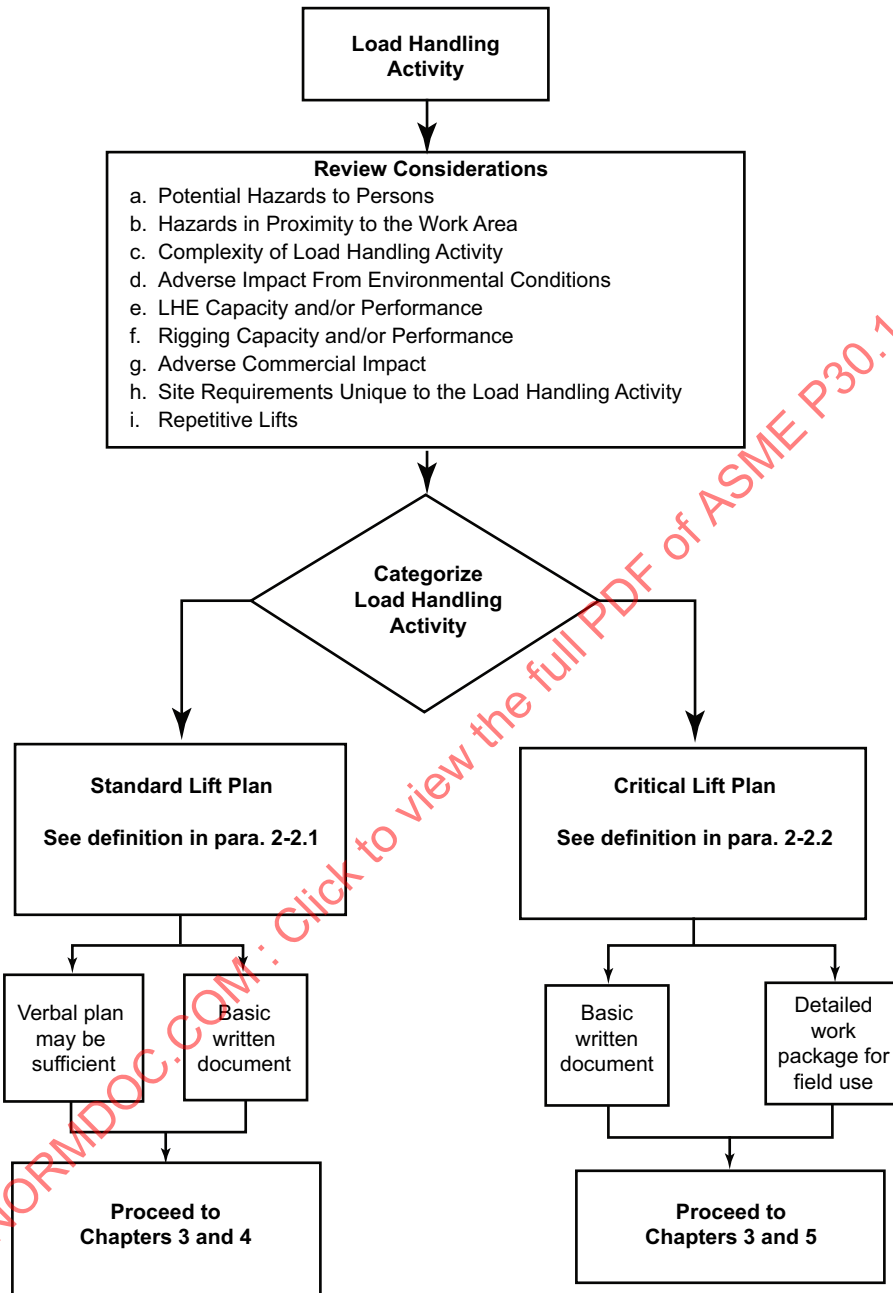 Load Handling
Activity
Review Considerations
a. Potential Hazards to Persons
b. Hazards in Proximity to the Work Area
c. Complexity of Load Handling Activity
d. Adverse Impact From Environmental Conditions
e. LHE Capacity and/or Performance
f. Rigging Capacity and/or Performance
g. Adverse Commercial Impact
h. Site Requirements Unique to the Load Handling Activity
i. Repetitive Lifts
Categorize
Load Handling
Activity
Standard Lift Plan
See definition in para. 2-2.1
Critical Lift Plan
See definition in para. 2-2.2
Verbal plan
may be
sufficient
Basic
written
document
Basic
written
document
Detailed
work
package for
field use
Proceed to
Chapters 3 and 4
Proceed to
Chapters 3 and 5
NORMDOC.COM : Click to view the full PDF of ASME P30.1